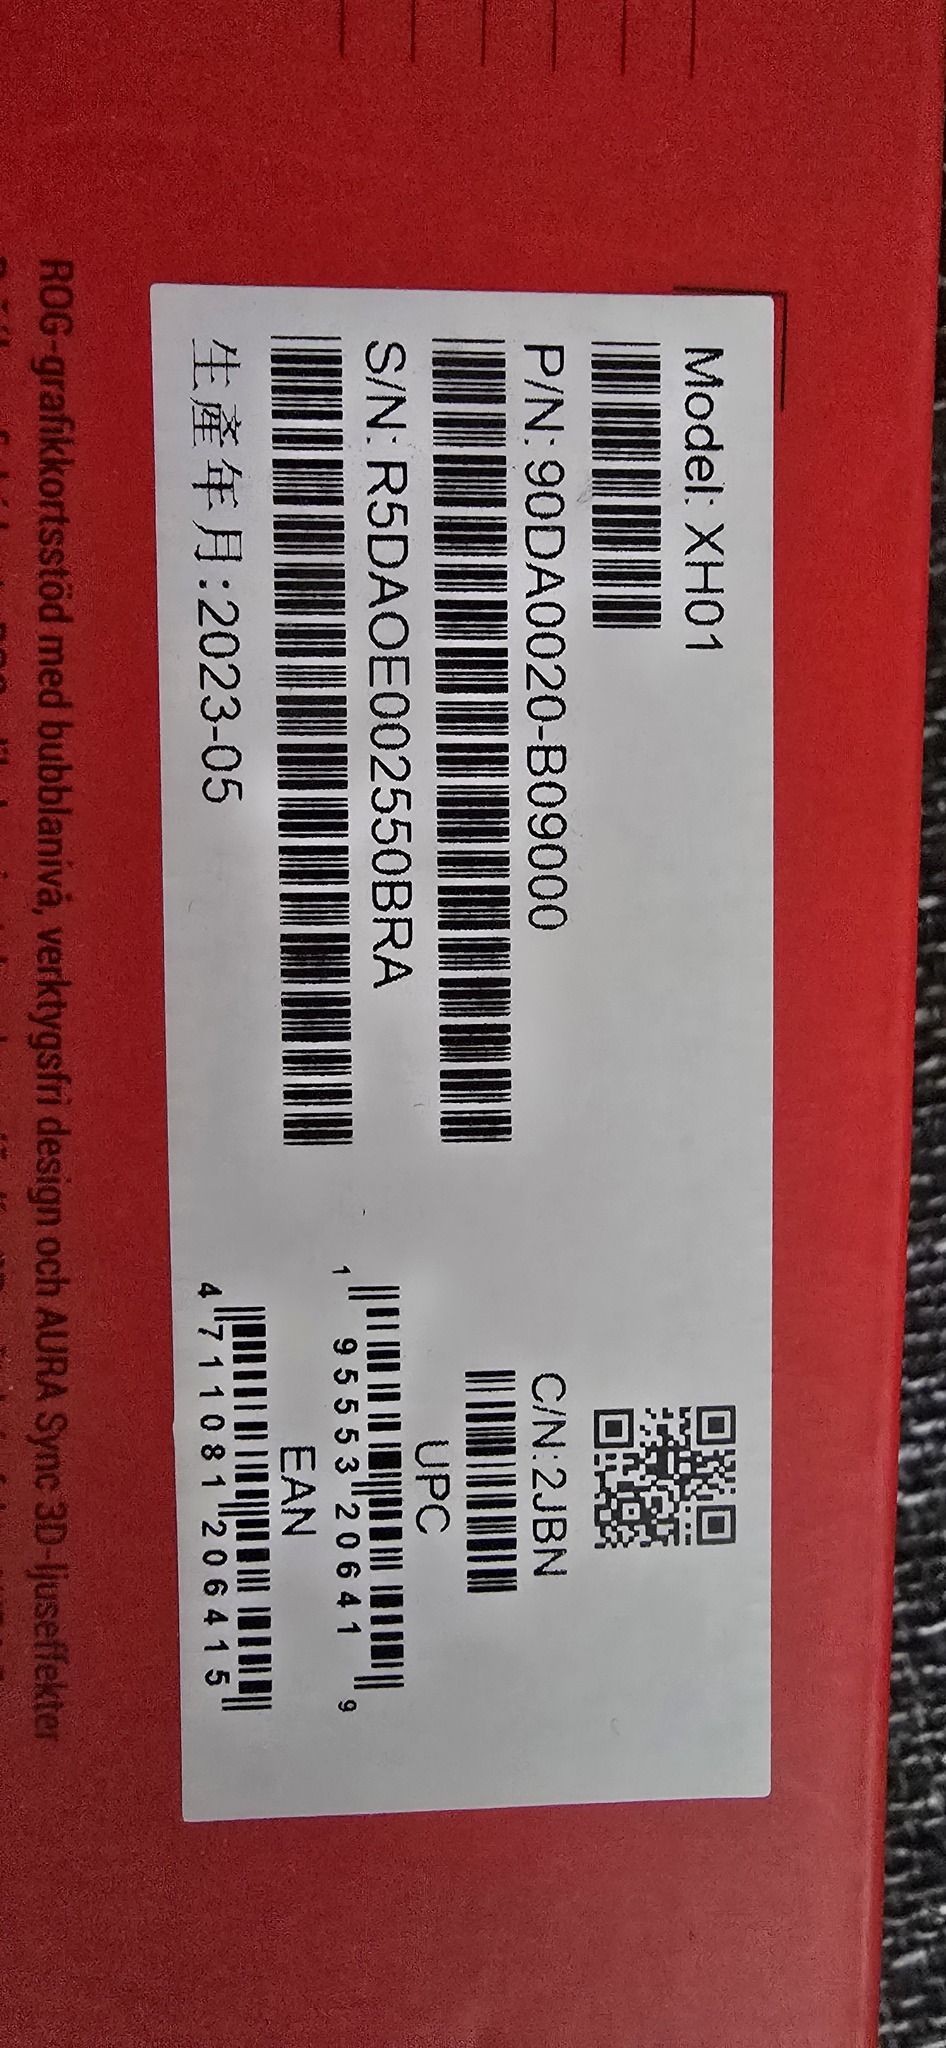 Model: XH01
P/N: 90DA0020-B09000
S/N: R5DAOE002550BRA
生産年月:2023-05
C/N:2JBN
UPC
1 95553 20641 9
EAN
4 711081 206415
ROG-grafikkortsstöd med bubblanivå, verktygsfri design och AURA Sync 3D-ljuseffekter